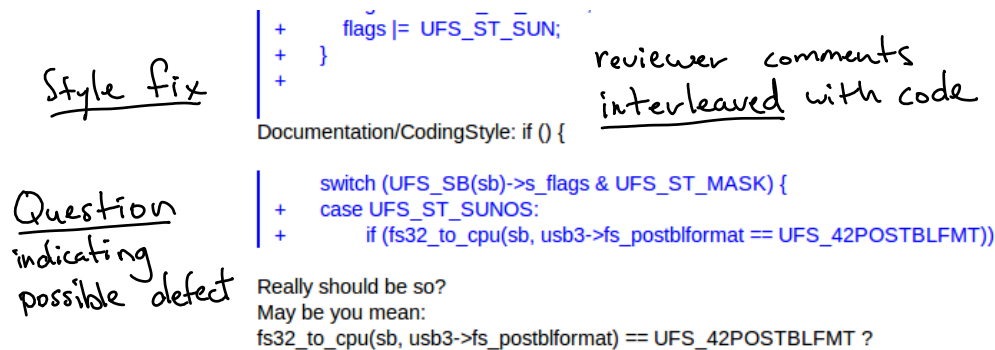 + flags |= UFS_ST_SUN;
+ }
+
Style fix
reviewer comments
interleaved with code
Documentation/CodingStyle: if () {
switch (UFS_SB(sb)->s_flags & UFS_ST_MASK) {
+ case UFS_ST_SUNOS:
+ if (fs32_to_cpu(sb, usb3->fs_postblformat == UFS_42POSTBLFMT))
Question
indicating
possible defect
Really should be so?
May be you mean:
fs32_to_cpu(sb, usb3->fs_postblformat) == UFS_42POSTBLFMT ?